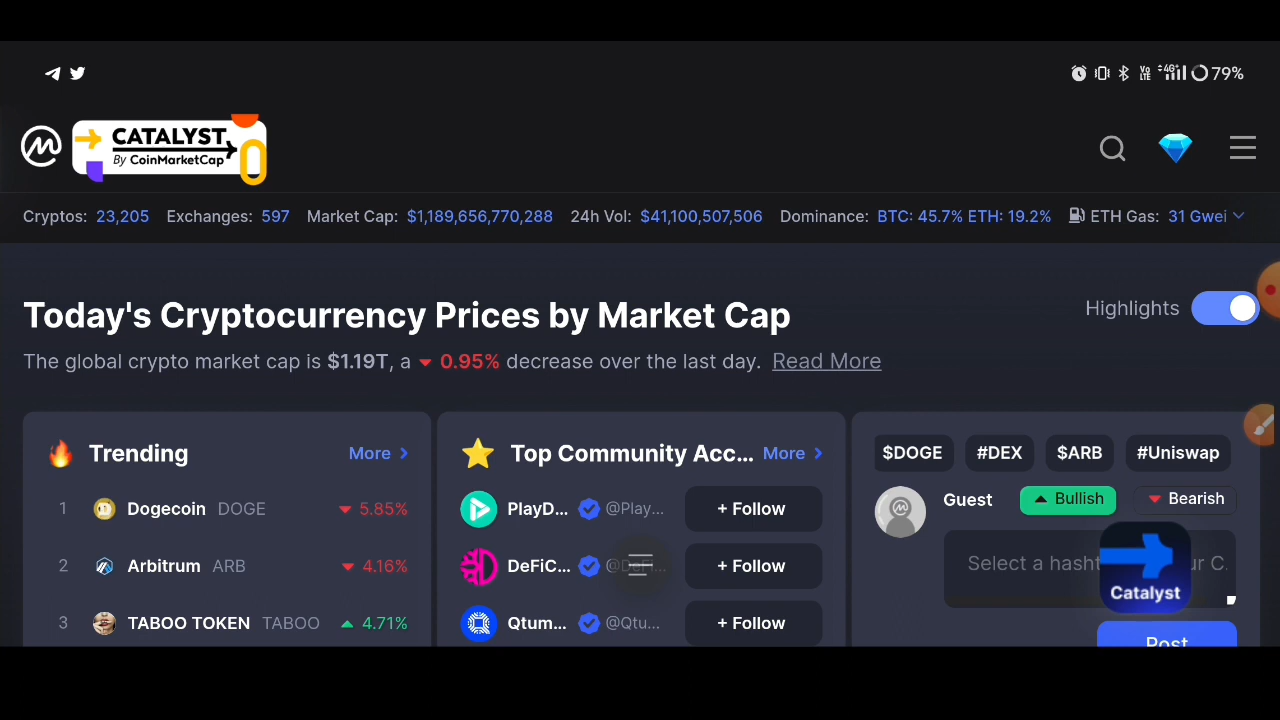 VO LTE 4G+ 79%
CATALYST
By CoinMarketCap
Cryptos: 23,205 Exchanges: 597 Market Cap: $1,189,656,770,288 24h Vol: $41,100,507,506 Dominance: BTC: 45.7% ETH: 19.2% ETH Gas: 31 Gwei
Today's Cryptocurrency Prices by Market Cap
Highlights
The global crypto market cap is $1.19T, a 0.95% decrease over the last day. Read More
Trending More
1 Dogecoin DOGE 5.85%
2 Arbitrum ARB 4.16%
3 TABOO TOKEN TABOO 4.71%
Top Community Acc... More
PlayD... @Play... + Follow
DeFiC... @DeFi... + Follow
Qtum... @Qtu... + Follow
$DOGE #DEX $ARB #Uniswap
Guest Bullish Bearish
Select a hasht ur C.
Catalyst
Post